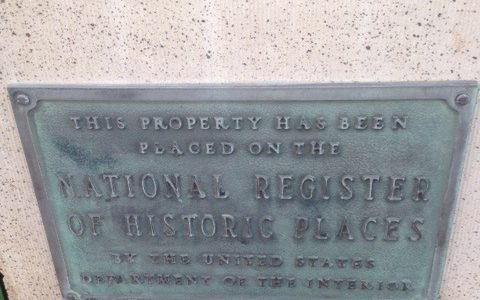 THIS PROPERTY HAS BEEN
PLACED ON THE
NATIONAL REGISTER
OF HISTORIC PLACES
BY THE UNITED STATES
DEPARTMENT OF THE INTERIOR